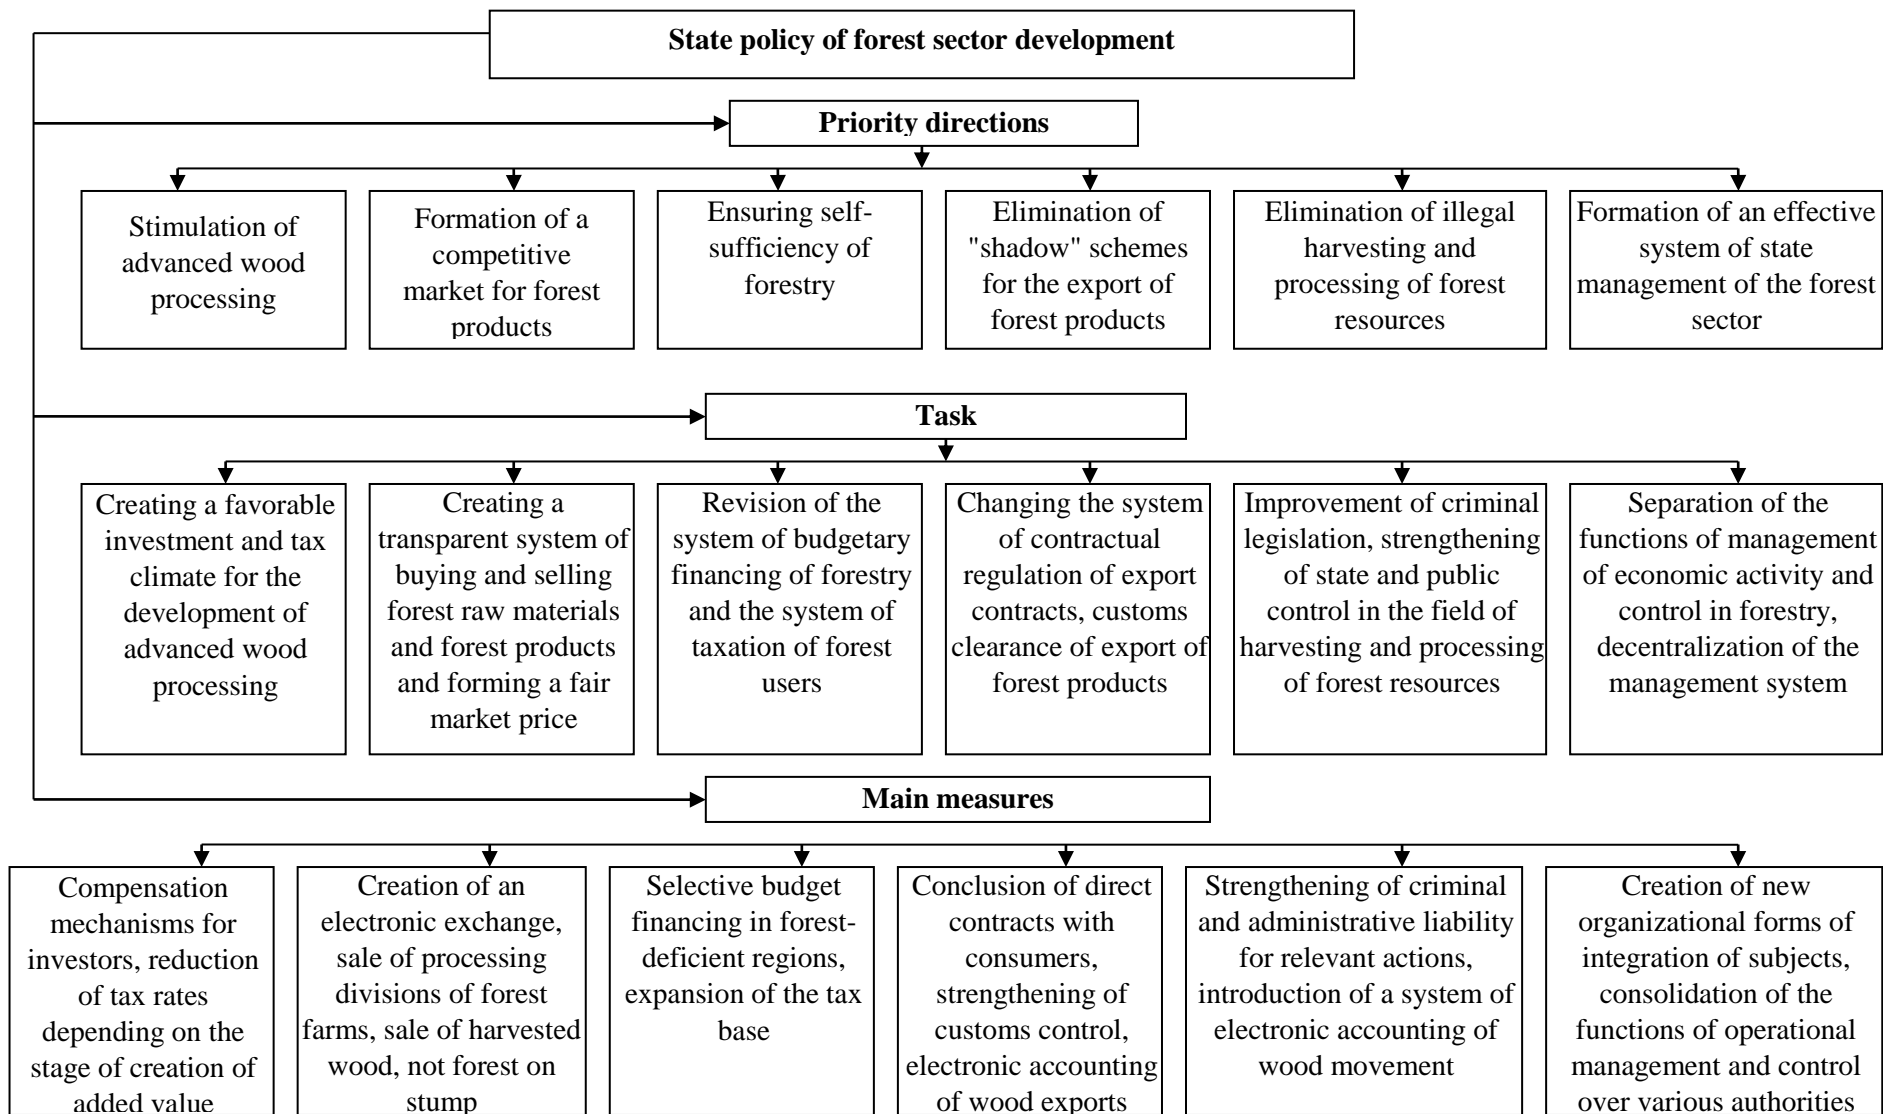 State policy of forest sector development
Priority directions
Stimulation of
advanced wood
processing
Formation of a
competitive
market for forest
products
Ensuring self-
sufficiency of
forestry
Elimination of
"shadow" schemes
for the export of
forest products
Elimination of illegal
harvesting and
processing of forest
resources
Formation of an effective
system of state
management of the forest
sector
Task
Creating a favorable
investment and tax
climate for the
development of
advanced wood
processing
Creating a
transparent system of
buying and selling
forest raw materials
and forest products
and forming a fair
market price
Revision of the
system of budgetary
financing of forestry
and the system of
taxation of forest
users
Changing the system
of contractual
regulation of export
contracts, customs
clearance of export of
forest products
Improvement of criminal
legislation, strengthening
of state and public
control in the field of
harvesting and processing
of forest resources
Separation of the
functions of management
of economic activity and
control in forestry,
decentralization of the
management system
Main measures
Compensation
mechanisms for
investors, reduction
of tax rates
depending on the
stage of creation of
added value
Creation of an
electronic exchange,
sale of processing
divisions of forest
farms, sale of harvested
wood, not forest on
stump
Selective budget
financing in forest-
deficient regions,
expansion of the tax
base
Conclusion of direct
contracts with
consumers,
strengthening of
customs control,
electronic accounting
of wood exports
Strengthening of criminal
and administrative liability
for relevant actions,
introduction of a system of
electronic accounting of
wood movement
Creation of new
organizational forms of
integration of subjects,
consolidation of the
functions of operational
management and control
over various authorities